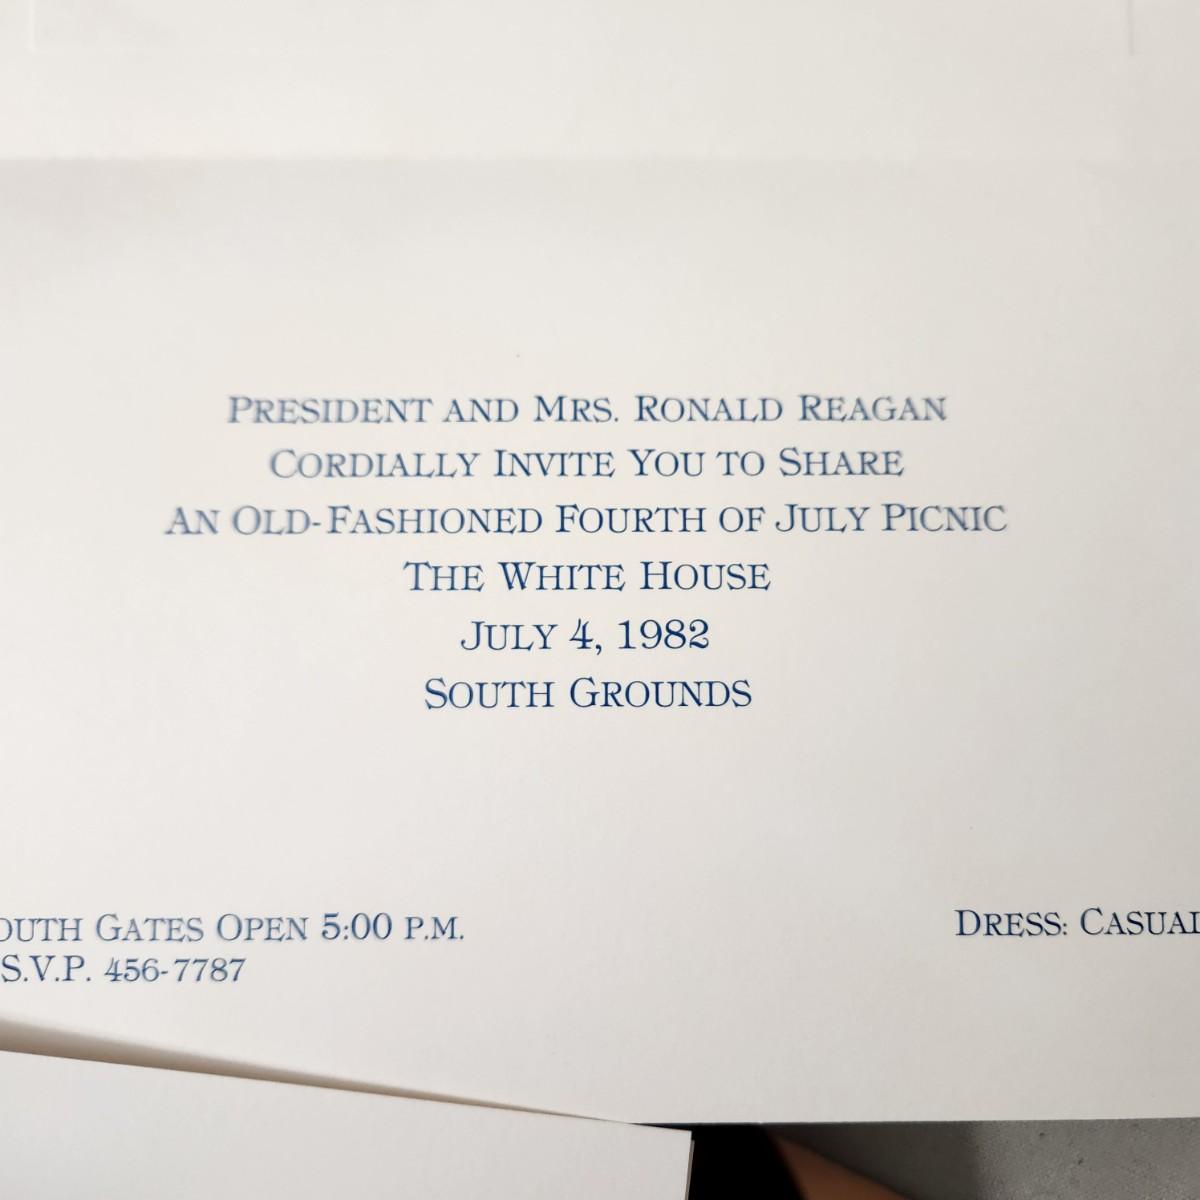 PRESIDENT AND MRS. RONALD REAGAN
CORDIALLY INVITE YOU TO SHARE
AN OLD-FASHIONED FOURTH OF JULY PICNIC
THE WHITE HOUSE
JULY 4, 1982
SOUTH GROUNDS
OUTH GATES OPEN 5:00 P.M.
DRESS: CASUAL
S.V.P. 456-7787